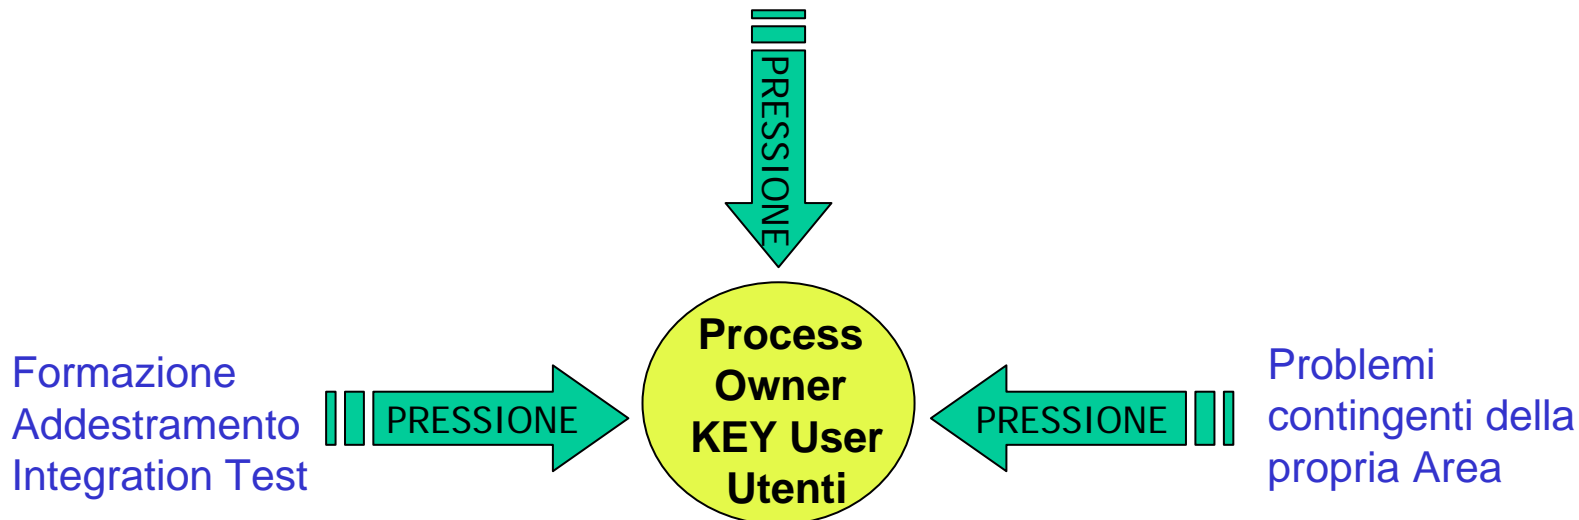 PRESSIONE
Process
Owner
KEY User
Utenti
Formazione
Addestramento
Integration Test
PRESSIONE
PRESSIONE
Problemi
contingenti della
propria Area